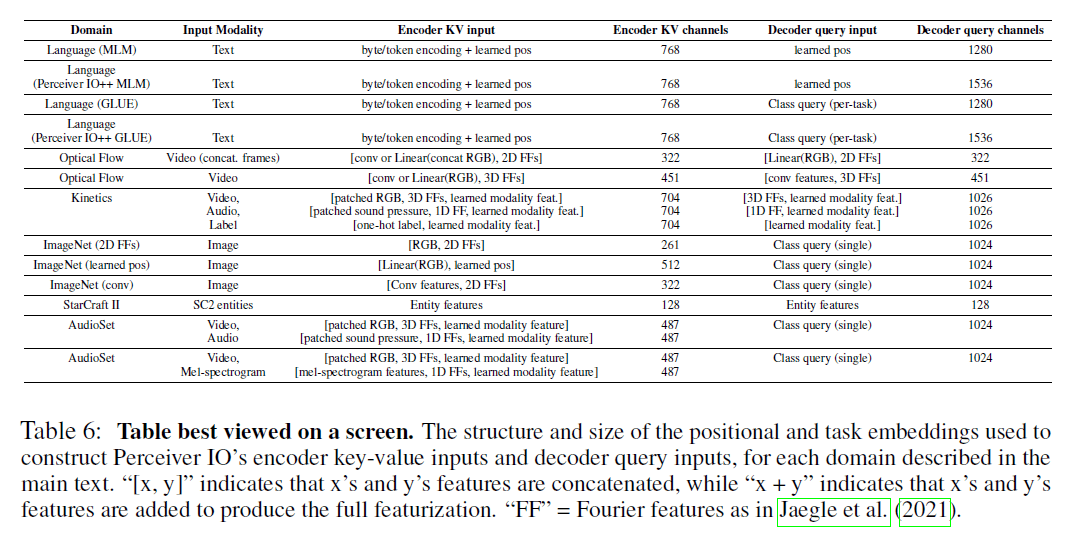 Domain Input Modality Encoder KV input Encoder KV channels Decoder query input Decoder query channels
Language (MLM) Text byte/token encoding + learned pos 768 learned pos 1280
Language
(Perceiver IO++ MLM) Text byte/token encoding + learned pos 768 learned pos 1536
Language (GLUE) Text byte/token encoding + learned pos 768 Class query (per-task) 1280
Language
(Perceiver IO++ GLUE) Text byte/token encoding + learned pos 768 Class query (per-task) 1536
Optical Flow Video (concat. frames) [conv or Linear(concat RGB), 2D FFs] 322 [Linear(RGB), 2D FFs] 322
Optical Flow Video [conv or Linear(RGB), 3D FFs] 451 [conv features, 3D FFs] 451
Kinetics Video, [patched RGB, 3D FFs, learned modality feat.] 704 [3D FFs, learned modality feat.] 1026
Audio, [patched sound pressure, 1D FF, learned modality feat.] 704 [1D FF, learned modality feat.] 1026
Label [one-hot label, learned modality feat.] 704 [learned modality feat.] 1026
ImageNet (2D FFs) Image [RGB, 2D FFs] 261 Class query (single) 1024
ImageNet (learned pos) Image [Linear(RGB), learned pos] 512 Class query (single) 1024
ImageNet (conv) Image [Conv features, 2D FFs] 322 Class query (single) 1024
StarCraft II SC2 entities Entity features 128 Entity features 128
AudioSet Video, [patched RGB, 3D FFs, learned modality feature] 487 Class query (single) 1024
Audio [patched sound pressure, 1D FFs, learned modality feature] 487
AudioSet Video, [patched RGB, 3D FFs, learned modality feature] 487 Class query (single) 1024
Mel-spectrogram [mel-spectrogram features, 1D FFs, learned modality feature] 487
Table 6: Table best viewed on a screen. The structure and size of the positional and task embeddings used to
construct Perceiver IO's encoder key-value inputs and decoder query inputs, for each domain described in the
main text. “[x, y]” indicates that x's and y's features are concatenated, while “x + y” indicates that x's and y's
features are added to produce the full featurization. “FF” = Fourier features as in Jaegle et al. (2021).